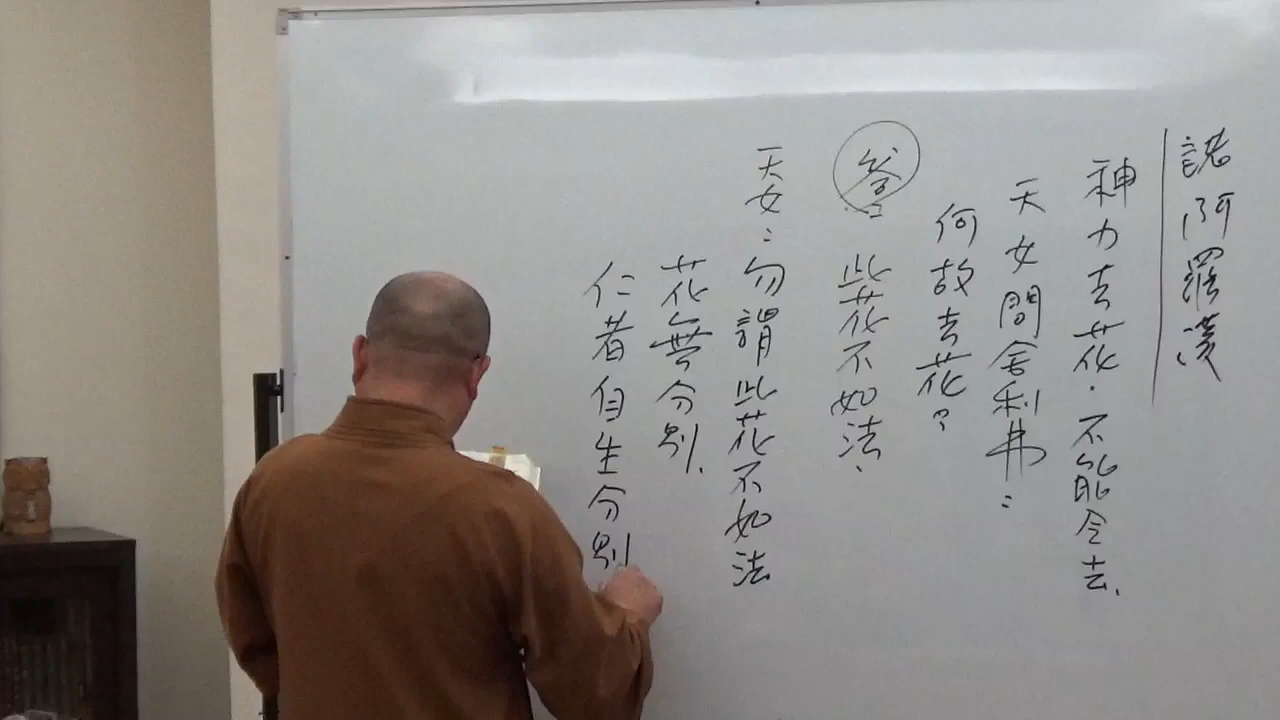 諸阿羅漢
神力去花.不能令去.
天女問舍利弗:
何故去花?
答 此花不如法.
天女:勿謂此花不如法
花無分別.
仁者自生分別